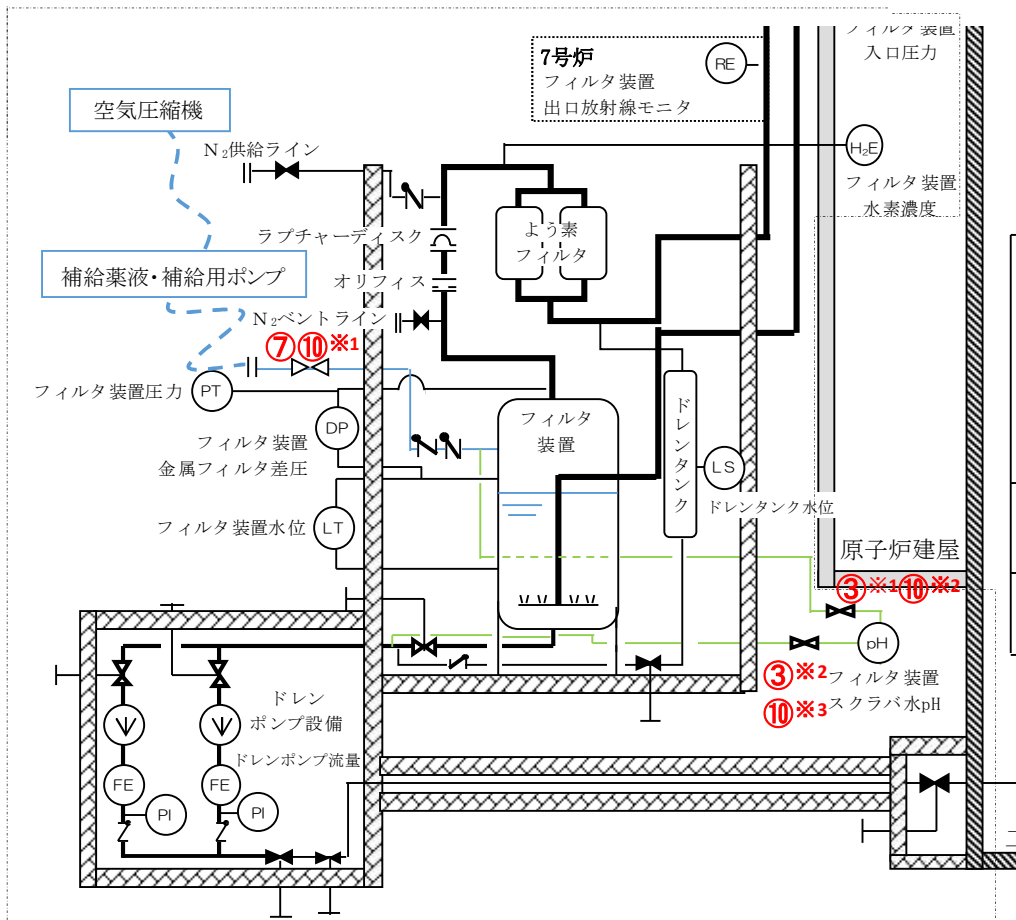 フィルタ装置
入口圧力
7号炉
フィルタ装置
出口放射線モニタ
RE
空気圧縮機
N₂供給ライン
H₂E
フィルタ装置
水素濃度
ラプチャーディスク
よう素
フィルタ
補給薬液・補給用ポンプ
オリフィス
N₂ベントライン
⑦⑩※1
フィルタ装置圧力
PT
フィルタ
装置
ドレンタンク
DP
フィルタ装置
金属フィルタ差圧
LS
ドレンタンク水位
フィルタ装置水位
LT
原子炉建屋
③※1⑩※2
pH
③※2
フィルタ装置
⑩※3
スクラバ水pH
ドレン
ポンプ設備
ドレンポンプ流量
FE
FE
PI
PI